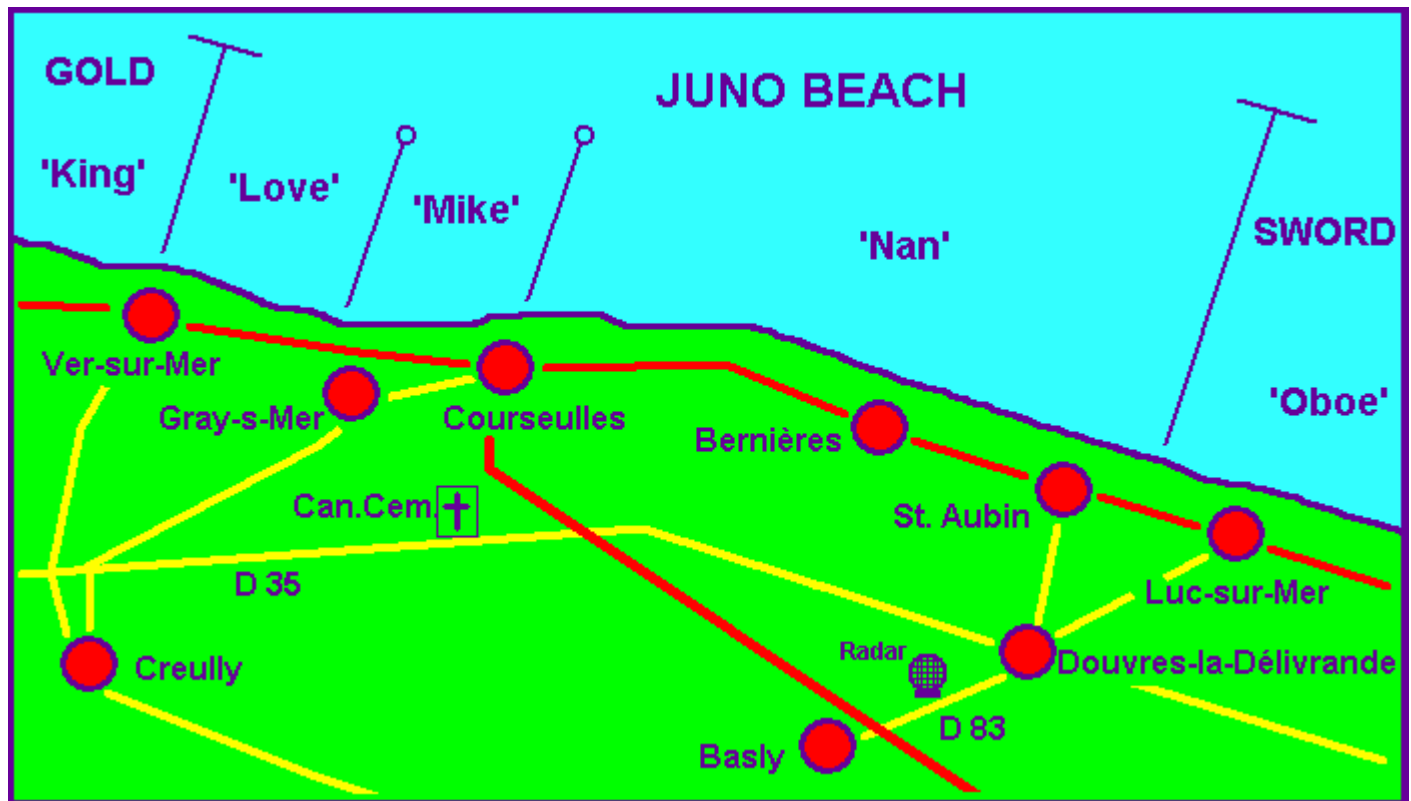 GOLD
JUNO BEACH
'King'
'Love'
'Mike'
'Nan'
SWORD
'Oboe'
Ver-sur-Mer
Gray-s-Mer
Courseulles
Bernières
Can.Cem.
St. Aubin
D 35
Luc-sur-Mer
Creully
Radar
Douvres-la-Délivrande
D 83
Basly